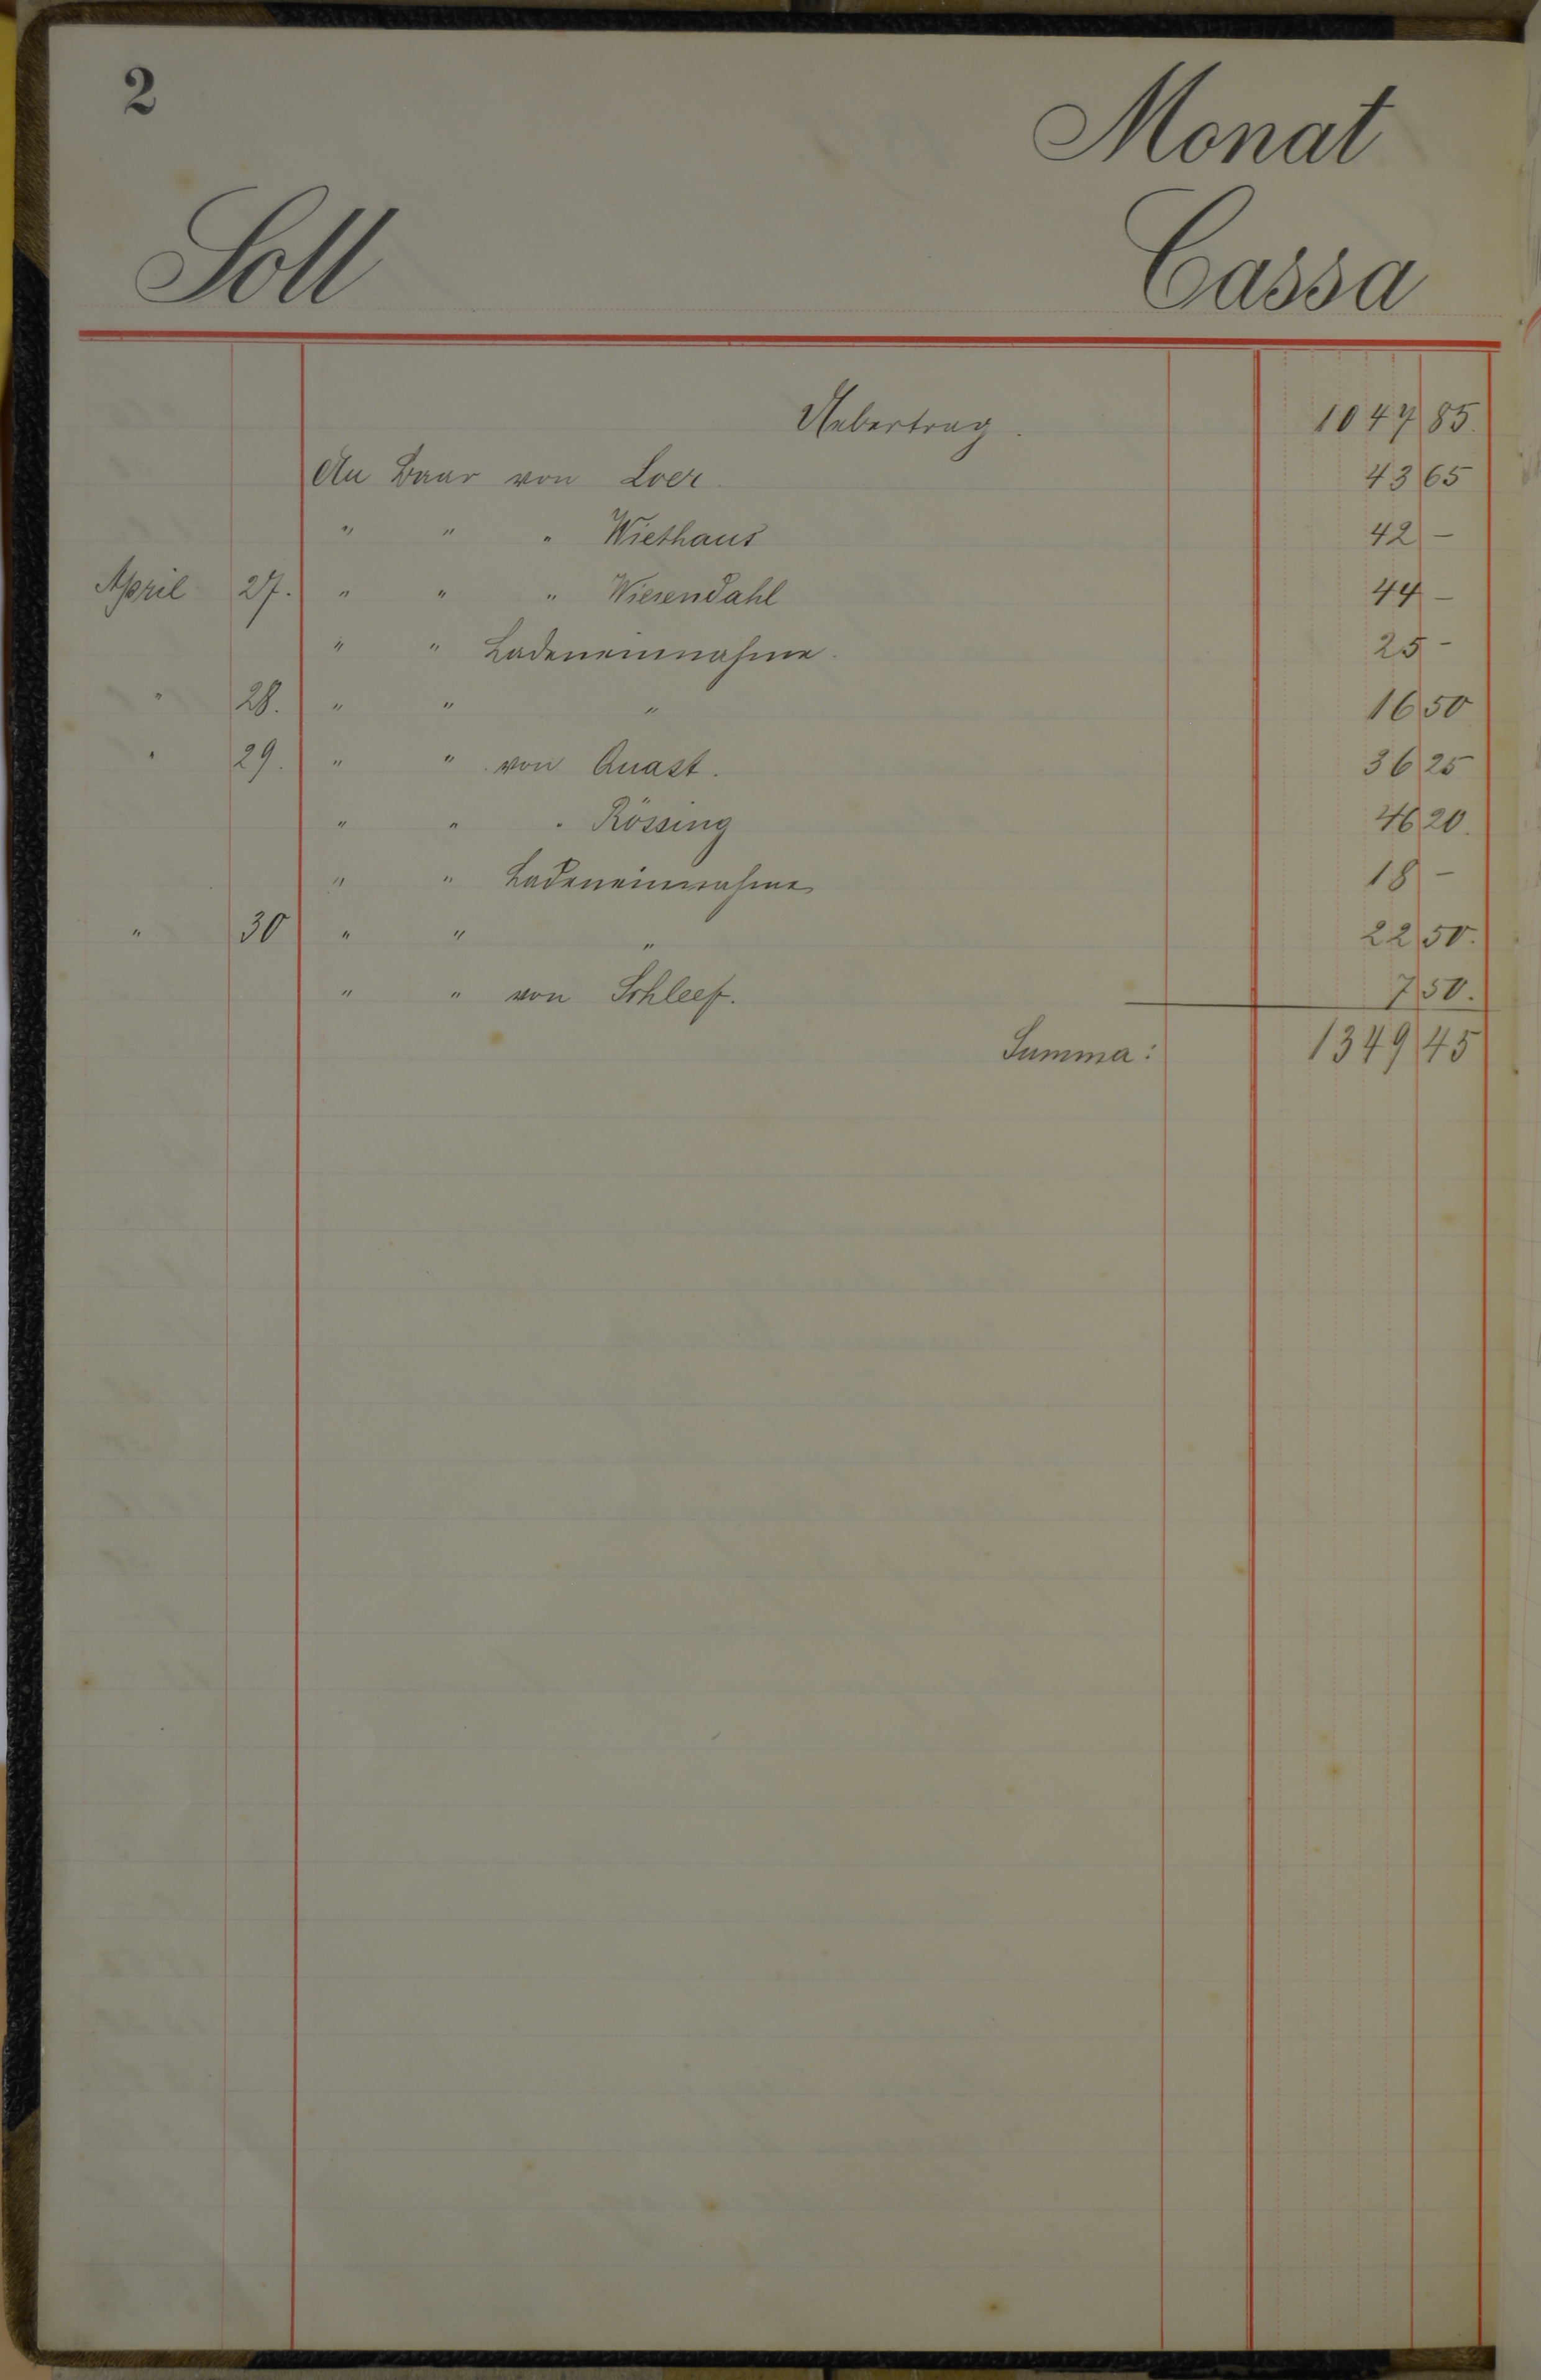 2
Monat
Soll Cassa
Uebertrag. 1047 85.
An Baar von Loer. 43 65
" " " Wiethaus 42 –
April 27. " " " Wiesendahl 44 –
" " Ladeneinnahme. 25 –
" 28. " " " 16 50
" 29. " " von Quast. 36 25
" " " Rössing 46 20.
" " Ladeneinnahme 18 –
" 30 " " " 22 50.
" " von Schleef. 7 50.
Summa: 1349 45